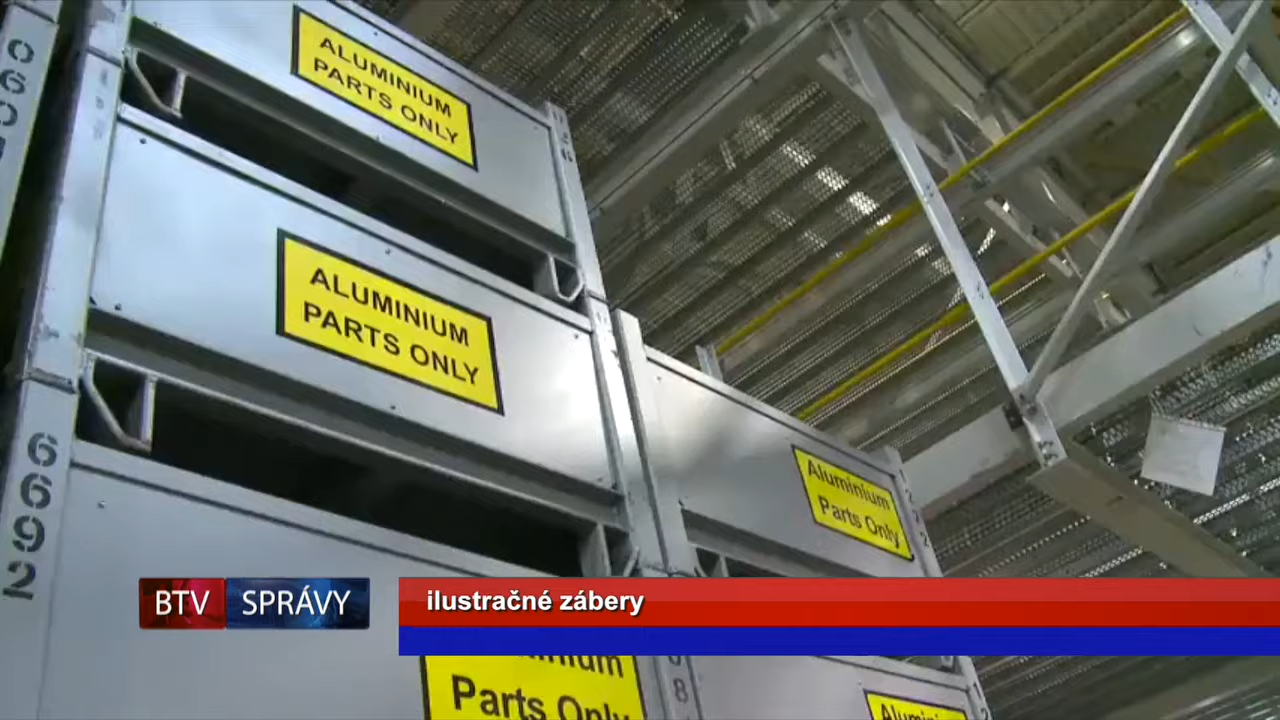 ALUMINIUM
PARTS ONLY
ALUMINIUM
PARTS ONLY
Aluminium
Parts Only
6692
BTV SPRÁVY
ilustračné zábery
Parts Only